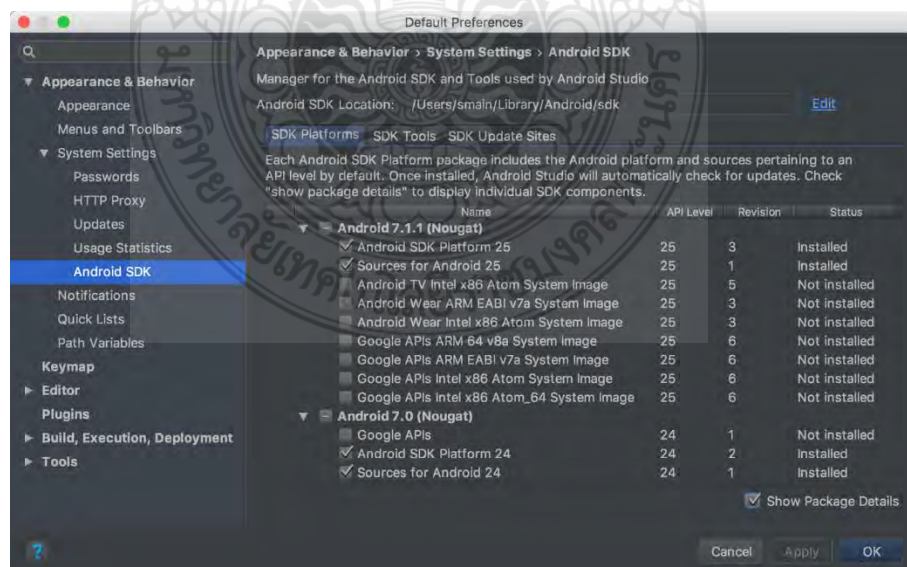 Default Preferences
Appearance & Behavior › System Settings › Android SDK
Manager for the Android SDK and Tools used by Android Studio
Android SDK Location: /Users/smain/Library/Android/sdk Edit
SDK Platforms SDK Tools SDK Update Sites
Each Android SDK Platform package includes the Android platform and sources pertaining to an
API level by default. Once installed, Android Studio will automatically check for updates. Check
"show package details" to display individual SDK components.
Name API Level Revision Status
Android 7.1.1 (Nougat)
Android SDK Platform 25 25 3 Installed
Sources for Android 25 25 1 Installed
Android TV Intel x86 Atom System Image 25 5 Not installed
Android Wear ARM EABI v7a System Image 25 3 Not installed
Android Wear Intel x86 Atom System Image 25 3 Not installed
Google APIs ARM 64 v8a System Image 25 6 Not installed
Google APIs ARM EABI v7a System Image 25 6 Not installed
Google APIs Intel x86 Atom System Image 25 6 Not installed
Google APIs Intel x86 Atom_64 System Image 25 6 Not installed
Android 7.0 (Nougat)
Google APIs 24 1 Not installed
Android SDK Platform 24 24 2 Installed
Sources for Android 24 24 1 Installed
Show Package Details
Appearance & Behavior
Appearance
Menus and Toolbars
System Settings
Passwords
HTTP Proxy
Updates
Usage Statistics
Android SDK
Notifications
Quick Lists
Path Variables
Keymap
Editor
Plugins
Build, Execution, Deployment
Tools
?
Cancel Apply OK